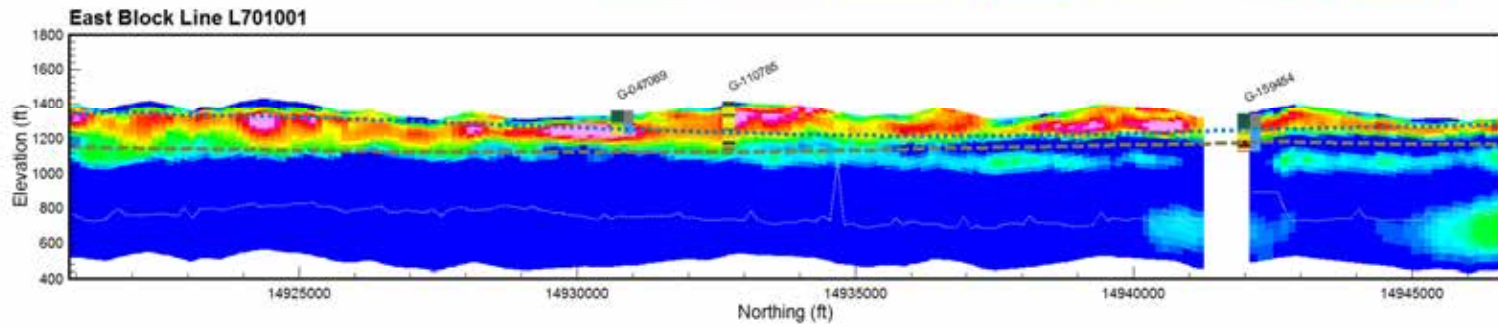 East Block Line L701001
1800
1600
1400
1200
1000
800
600
400
Elevation (ft)
G-047089
G-110785
G-159454
14925000
14930000
14935000
14940000
14945000
Northing (ft)